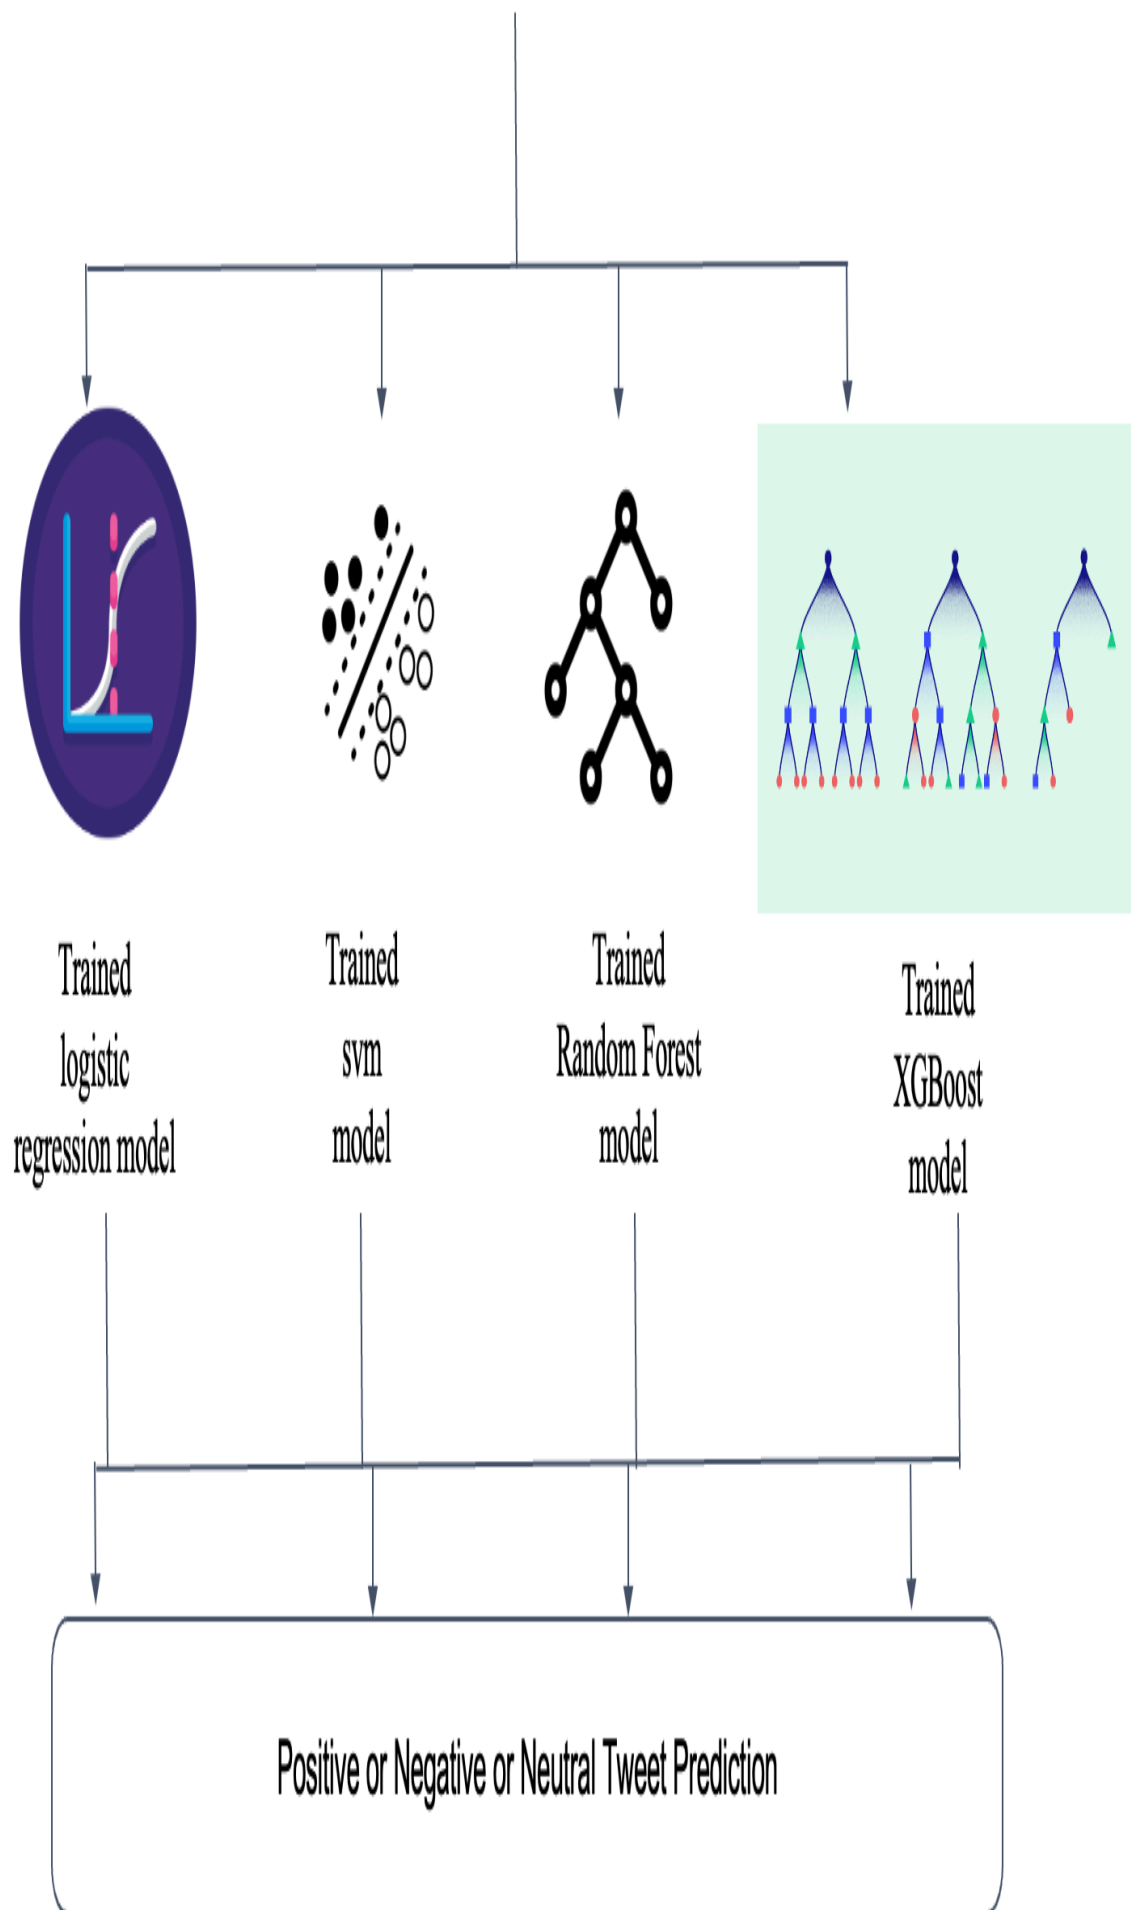 Trained
logistic
regression model
Trained
svm
model
Trained
Random Forest
model
Trained
XGBoost
model
Positive or Negative or Neutral Tweet Prediction